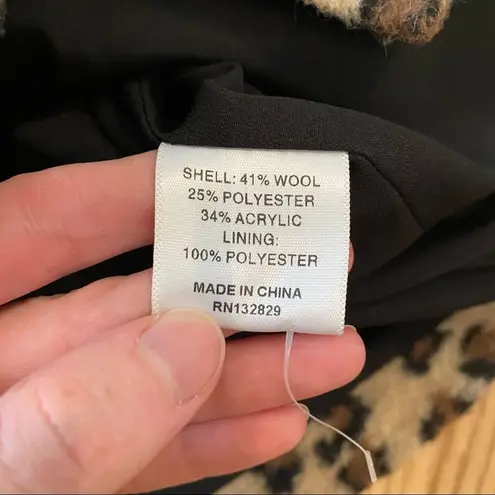 SHELL: 41% WOOL
25% POLYESTER
34% ACRYLIC
LINING:
100% POLYESTER
MADE IN CHINA
RN132829